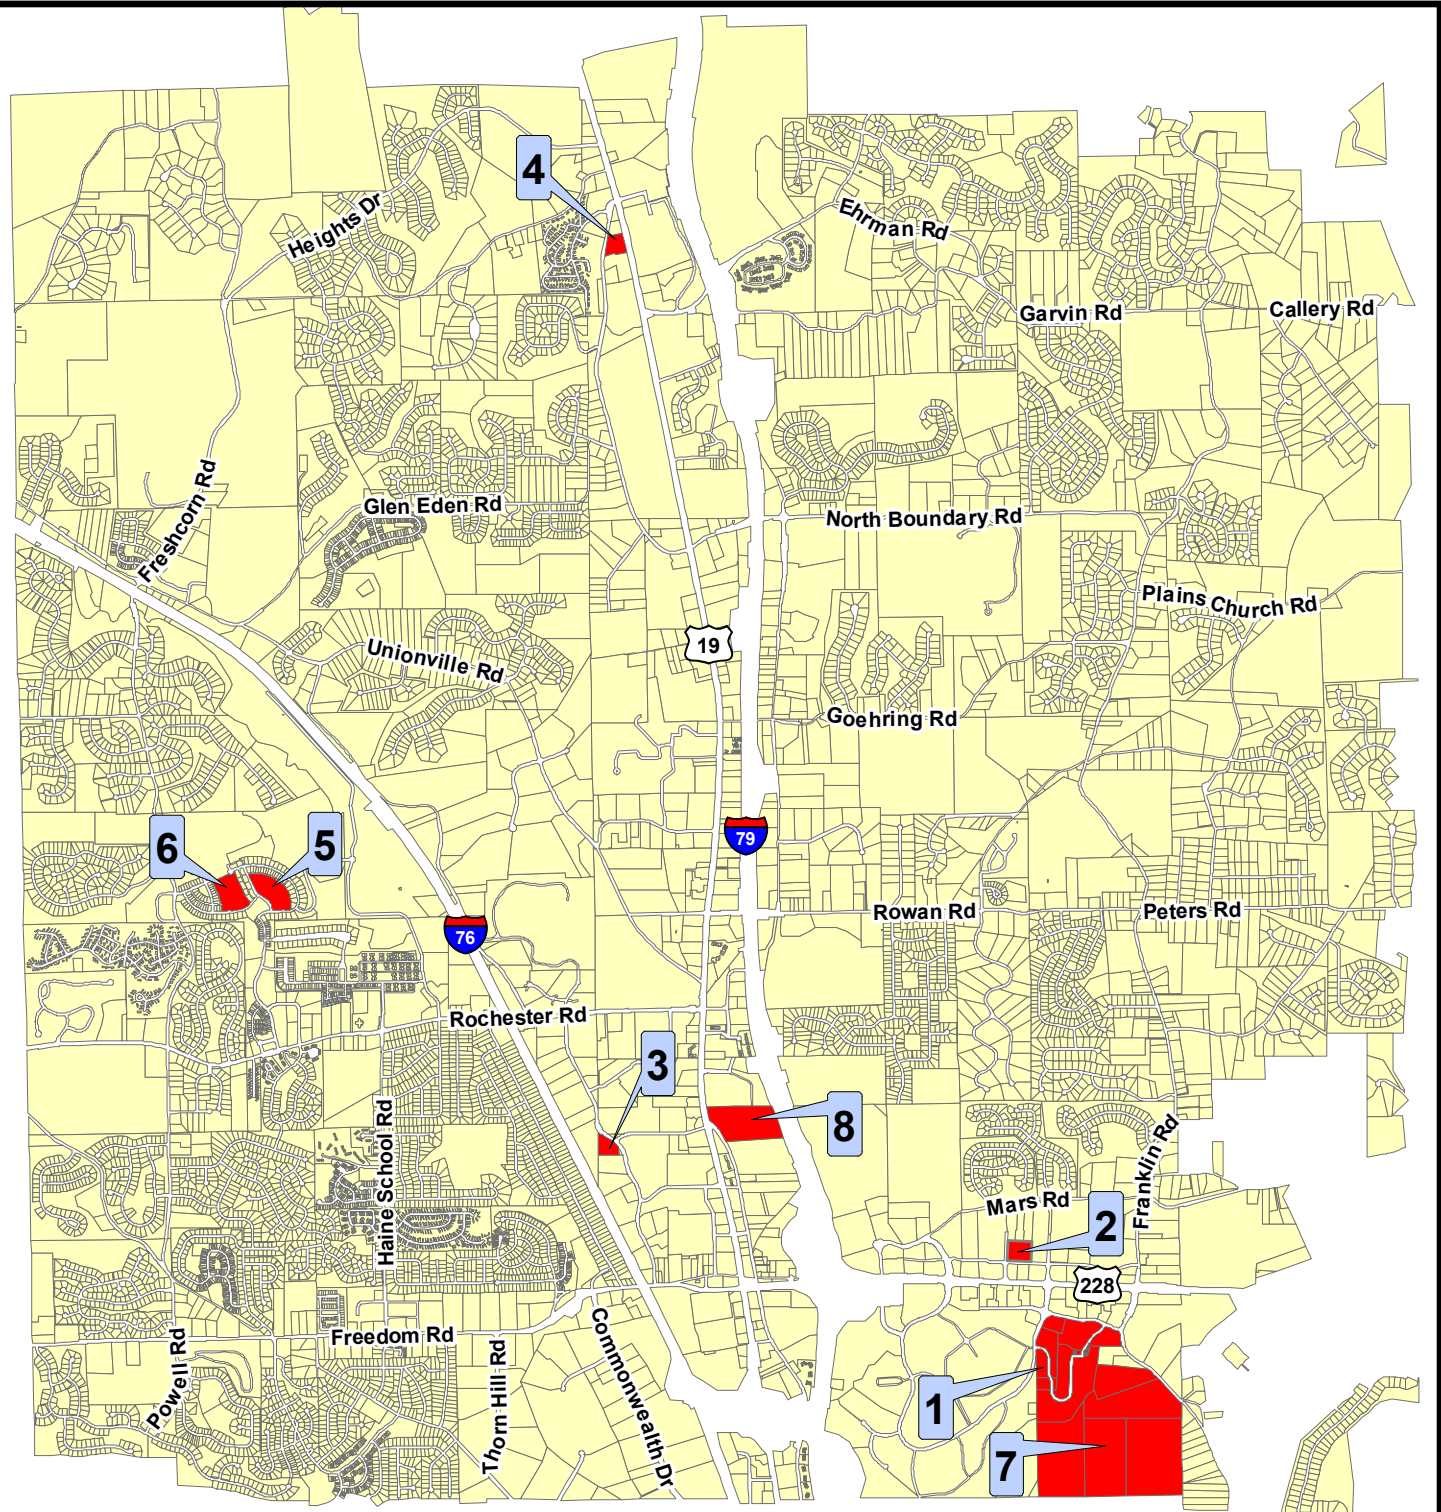 4
Heights Dr
Ehrman Rd
Garvin Rd
Callery Rd
Freshcorn Rd
Glen Eden Rd
North Boundary Rd
Plains Church Rd
19
Unionville Rd
Goehring Rd
6
5
79
76
Rowan Rd
Peters Rd
Rochester Rd
3
8
Haine School Rd
Franklin Rd
Mars Rd
2
228
Freedom Rd
Powell Rd
Thorn Hill Rd
Commonwealth Dr
1
7